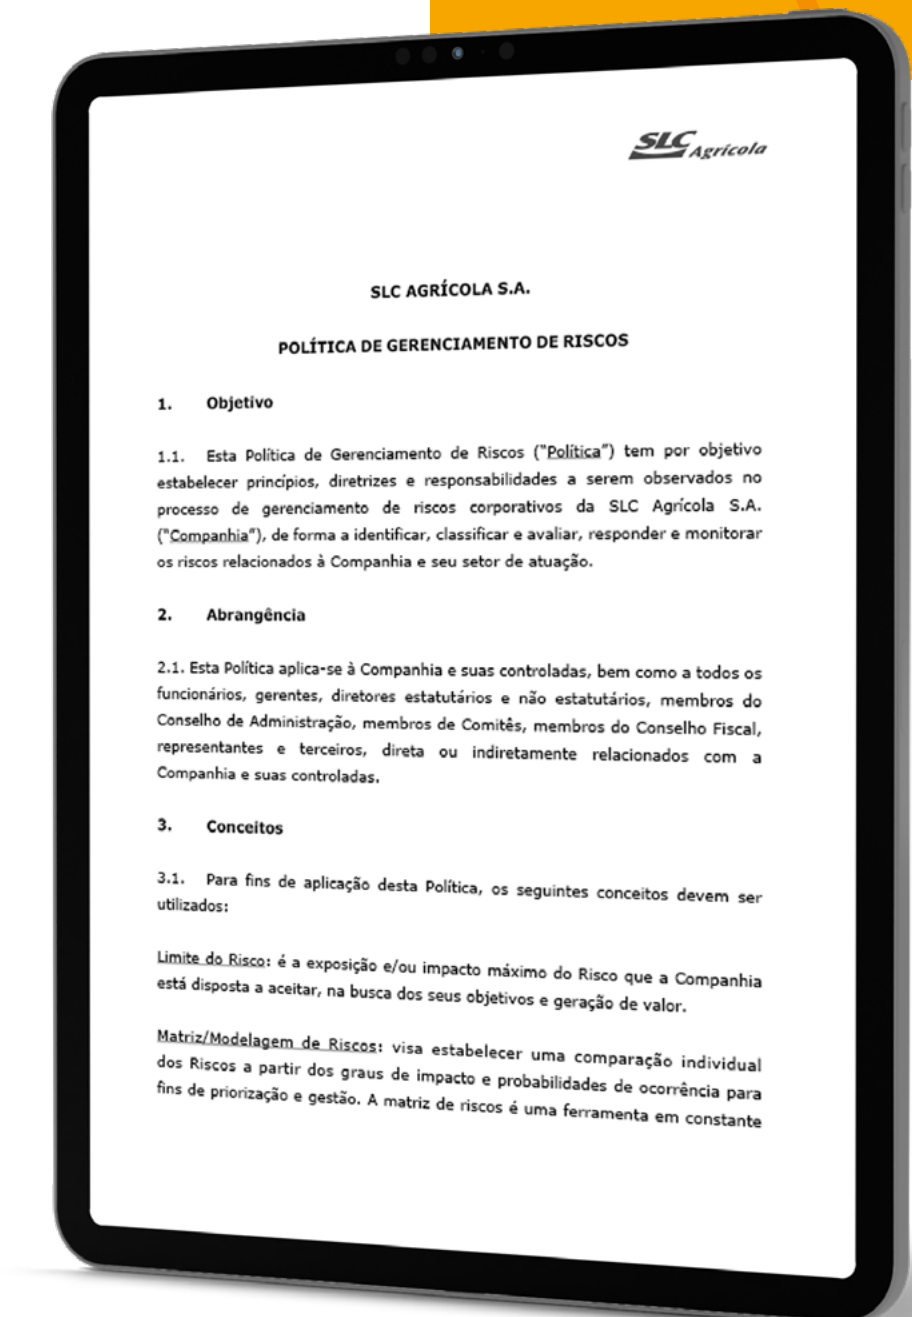 SLC Agrícola
SLC AGRÍCOLA S.A.
POLÍTICA DE GERENCIAMENTO DE RISCOS
1. Objetivo
1.1. Esta Política de Gerenciamento de Riscos ("Política") tem por objetivo
estabelecer princípios, diretrizes e responsabilidades a serem observados no
processo de gerenciamento de riscos corporativos da SLC Agrícola S.A.
("Companhia"), de forma a identificar, classificar e avaliar, responder e monitorar
os riscos relacionados à Companhia e seu setor de atuação.
2. Abrangência
2.1. Esta Política aplica-se à Companhia e suas controladas, bem como a todos os
funcionários, gerentes, diretores estatutários e não estatutários, membros do
Conselho de Administração, membros de Comitês, membros do Conselho Fiscal,
representantes e terceiros, direta ou indiretamente relacionados com a
Companhia e suas controladas.
3. Conceitos
3.1. Para fins de aplicação desta Política, os seguintes conceitos devem ser
utilizados:
Limite do Risco: é a exposição e/ou impacto máximo do Risco que a Companhia
está disposta a aceitar, na busca dos seus objetivos e geração de valor.
Matriz/Modelagem de Riscos: visa estabelecer uma comparação individual
dos Riscos a partir dos graus de impacto e probabilidades de ocorrência para
fins de priorização e gestão. A matriz de riscos é uma ferramenta em constante